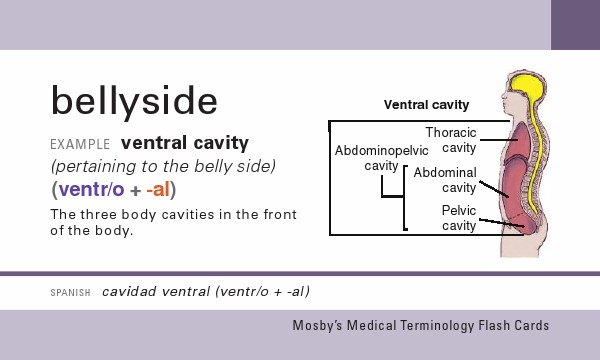 bellyside
EXAMPLE ventral cavity
(pertaining to the belly side)
(ventr/o + -al)
The three body cavities in the front
of the body.
Ventral cavity
Thoracic
cavity
Abdominopelvic
cavity
Abdominal
cavity
Pelvic
cavity
SPANISH cavidad ventral (ventr/o + -al)
Mosby's Medical Terminology Flash Cards